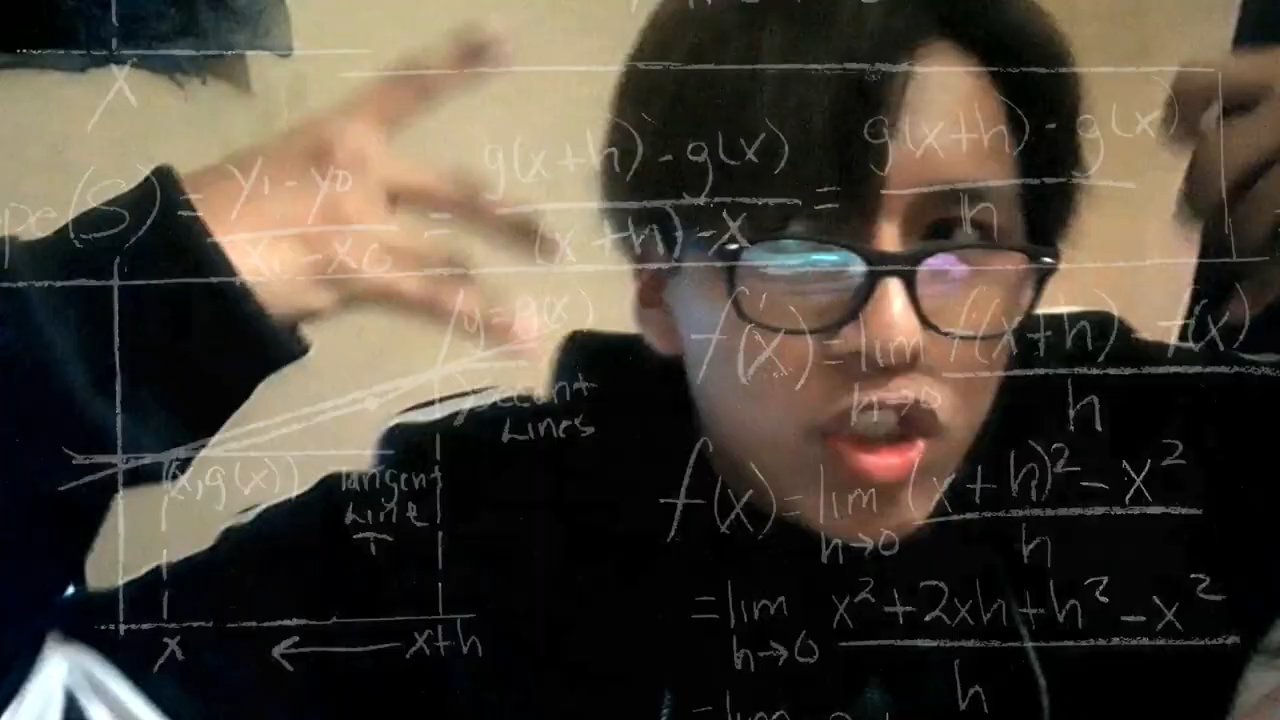 x
(S) = y₁ - y₀ / x₁ - x₀ = g(x+h) - g(x) / (x+h) - x = g(x+h) - g(x) / h
y = g(x)
secant
Lines
(x, g(x))
Tangent
Line
T
x ← x+h
f'(x) = lim h→0 f(x+h) - f(x) / h
f(x) = lim h→0 (x+h)² - x² / h
= lim h→0 x² + 2xh + h² - x² / h
= lim